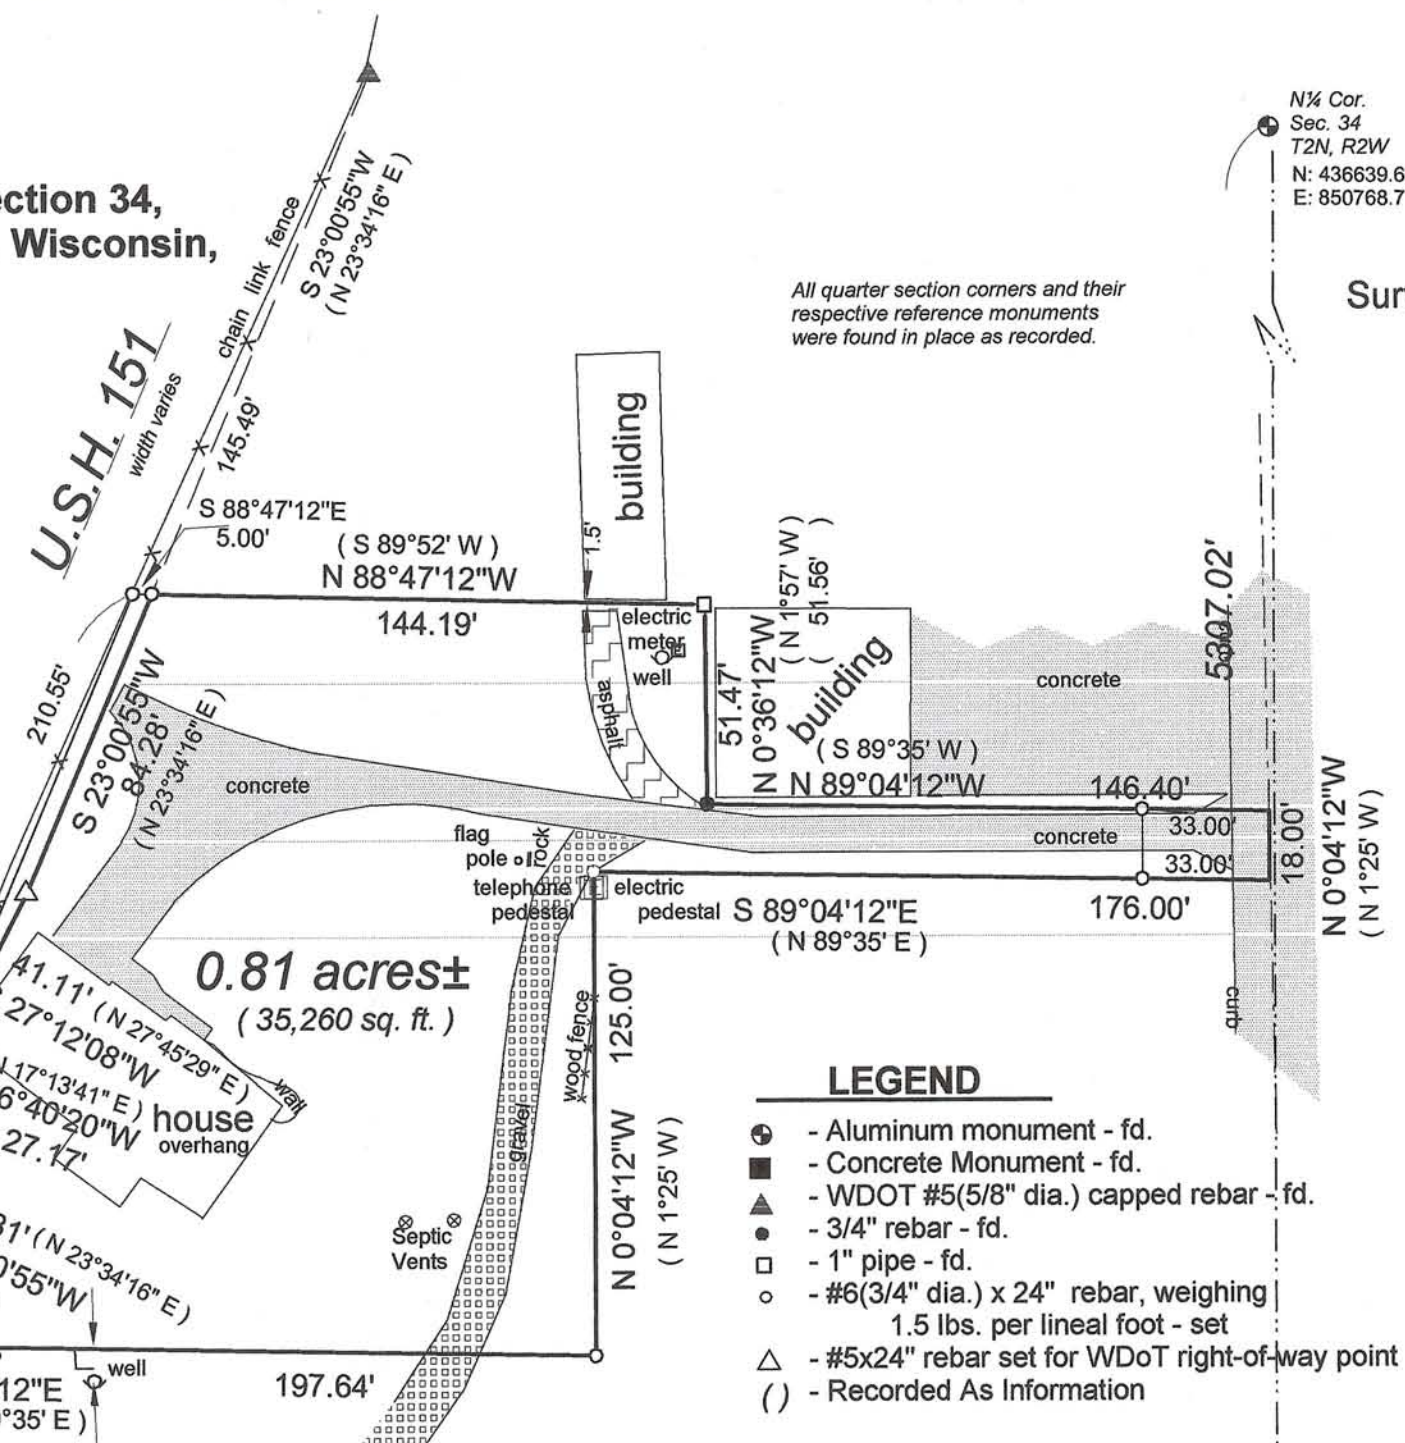 N¼ Cor.
Sec. 34
T2N, R2W
N: 436639.6
E: 850768.7
ection 34,
Wisconsin,
Sur
All quarter section corners and their
respective reference monuments
were found in place as recorded.
S 23°00'55"W
( N 23°34'16" E )
chain link fence
145.49'
U.S.H. 151
width varies
S 88°47'12"E
5.00'
( S 89°52' W )
N 88°47'12"W
144.19'
1.5'
building
electric
meter
well
asphalt
51.47'
N 0°36'12"W
( N 1°57' W )
( 51.56' )
building
( S 89°35' W )
N 89°04'12"W
146.40'
5307.02'
curb
concrete
concrete
33.00'
33.00'
18.00'
N 0°04'12"W
( N 1°25' W )
210.55'
S 23°00'55"W
84.28'
( N 23°34'16" E )
concrete
flag
pole
rock
telephone
pedestal
electric
pedestal
S 89°04'12"E
( N 89°35' E )
176.00'
curb
0.81 acres±
( 35,260 sq. ft. )
wood fence
125.00'
N 0°04'12"W
( N 1°25' W )
gravel
41.11' ( N 27°45'29" E )
27°12'08"W
17°13'41" E )
6°40'20"W
27.17'
house
overhang
wall
Septic
Vents
31' ( N 23°34'16" E )
0'55"W
well
12"E
°35' E )
197.64'
LEGEND
- Aluminum monument - fd.
- Concrete Monument - fd.
- WDOT #5(5/8" dia.) capped rebar - fd.
- 3/4" rebar - fd.
- 1" pipe - fd.
- #6(3/4" dia.) x 24" rebar, weighing
1.5 lbs. per lineal foot - set
- #5x24" rebar set for WDoT right-of-way point
( ) - Recorded As Information